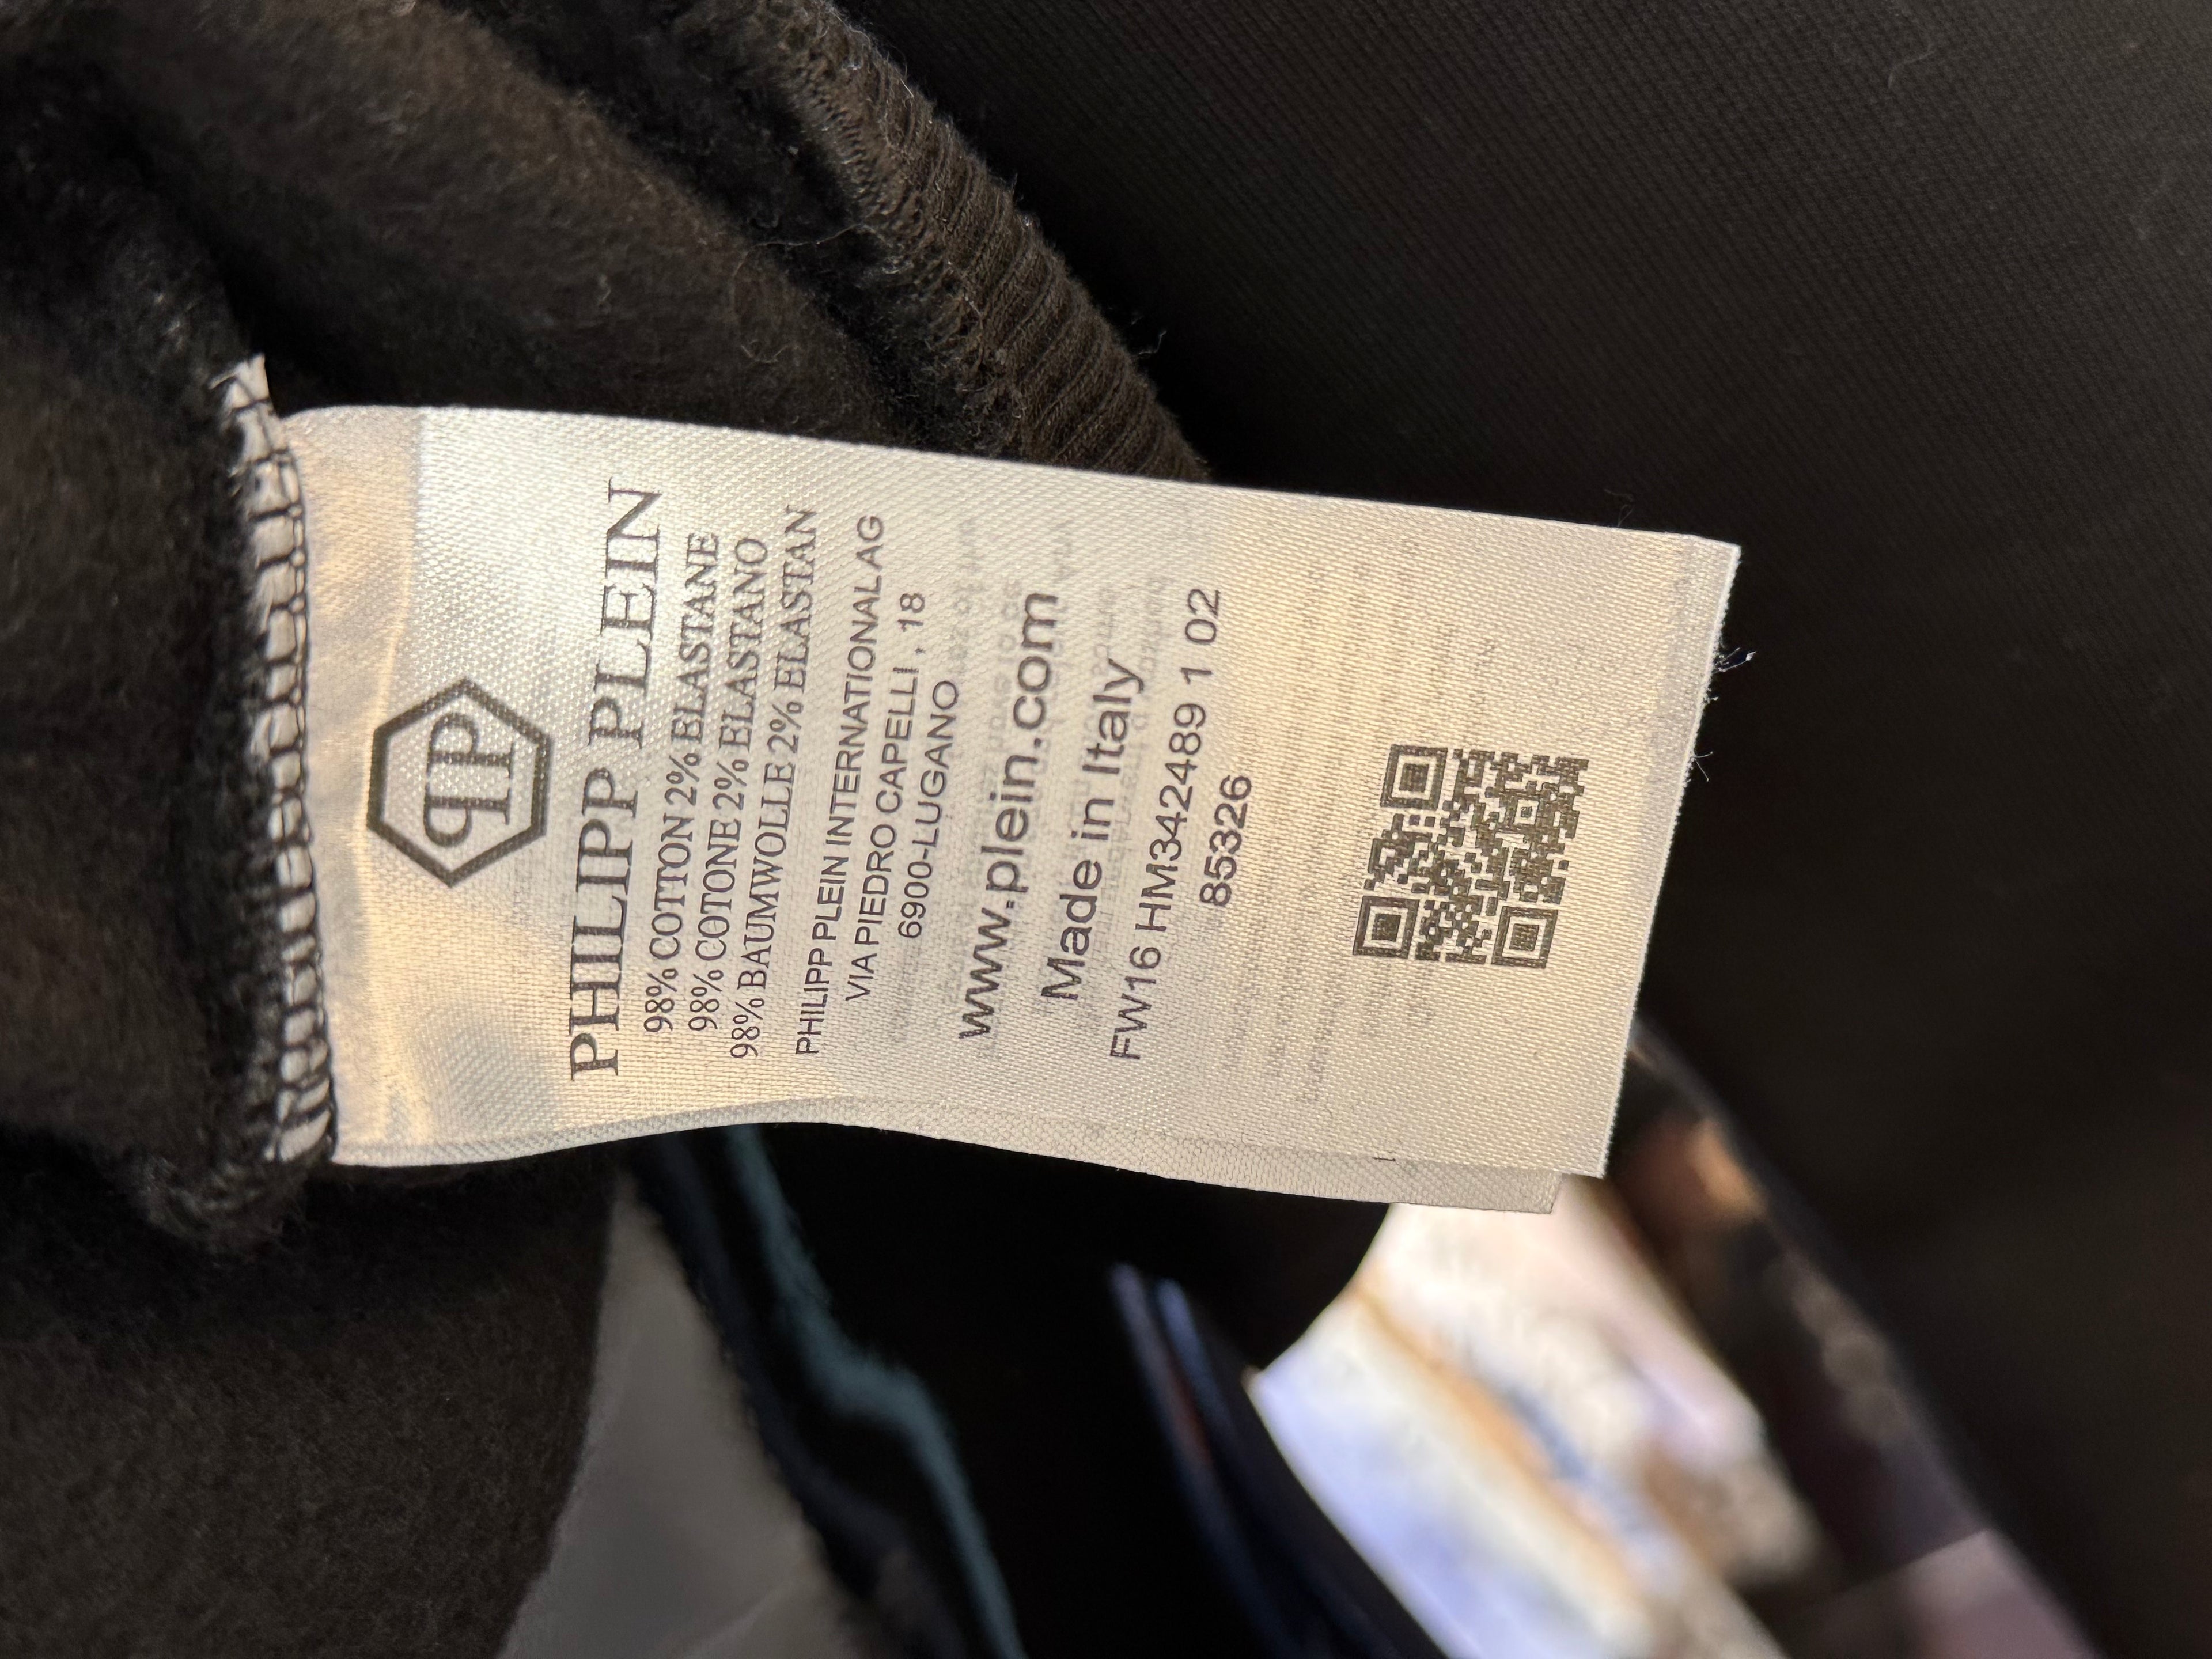 PHILIPP PLEIN
98% COTTON 2% ELASTANE
98% COTONE 2% ELASTANO
98% BAUMWOLLE 2% ELASTAN
PHILIPP PLEIN INTERNATIONAL AG
VIA PIEDRO CAPELLI , 18
6900-LUGANO
www.plein.com
Made in Italy
FW16 HM342489 1 02
85326